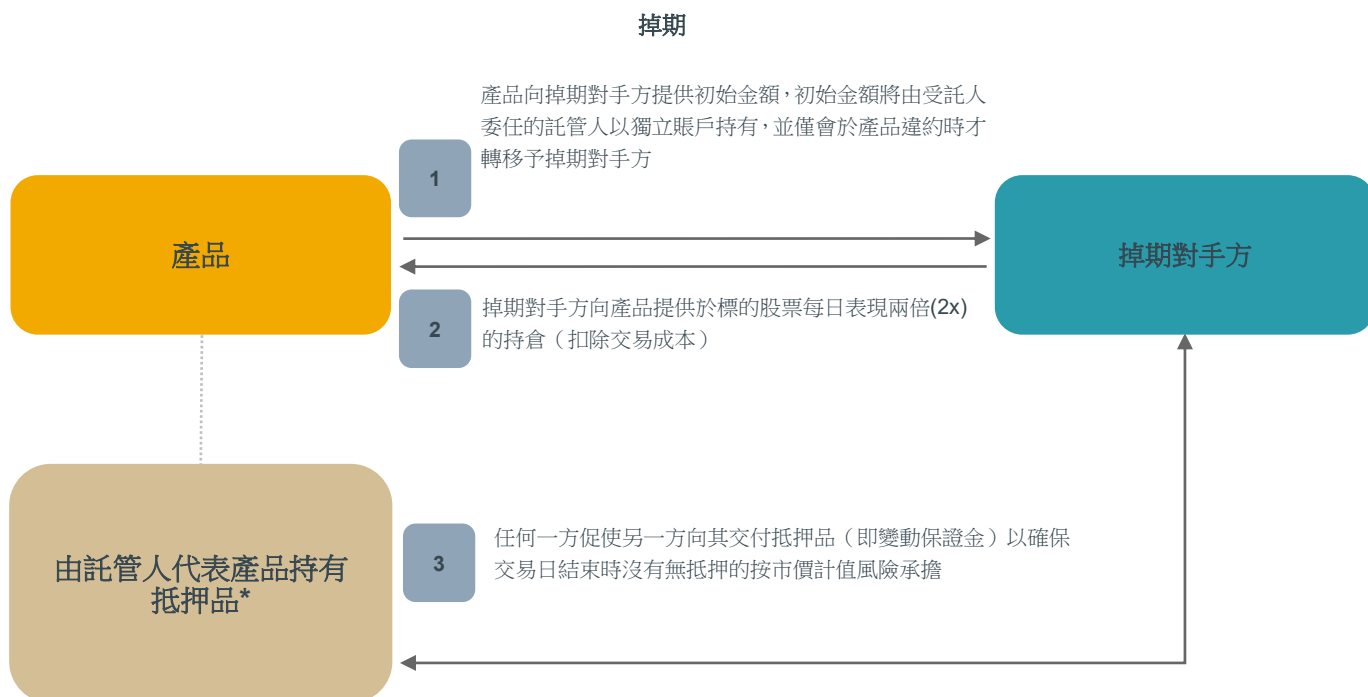 掉期
產品向掉期對手方提供初始金額，初始金額將由受託人
委任的託管人以獨立賬戶持有，並僅會於產品違約時才
轉移予掉期對手方
1
產品
掉期對手方
2
掉期對手方向產品提供於標的股票每日表現兩倍(2x)
的持倉（扣除交易成本）
由託管人代表產品持有
抵押品*
3
任何一方促使另一方向其交付抵押品（即變動保證金）以確保
交易日結束時沒有無抵押的按市價計值風險承擔